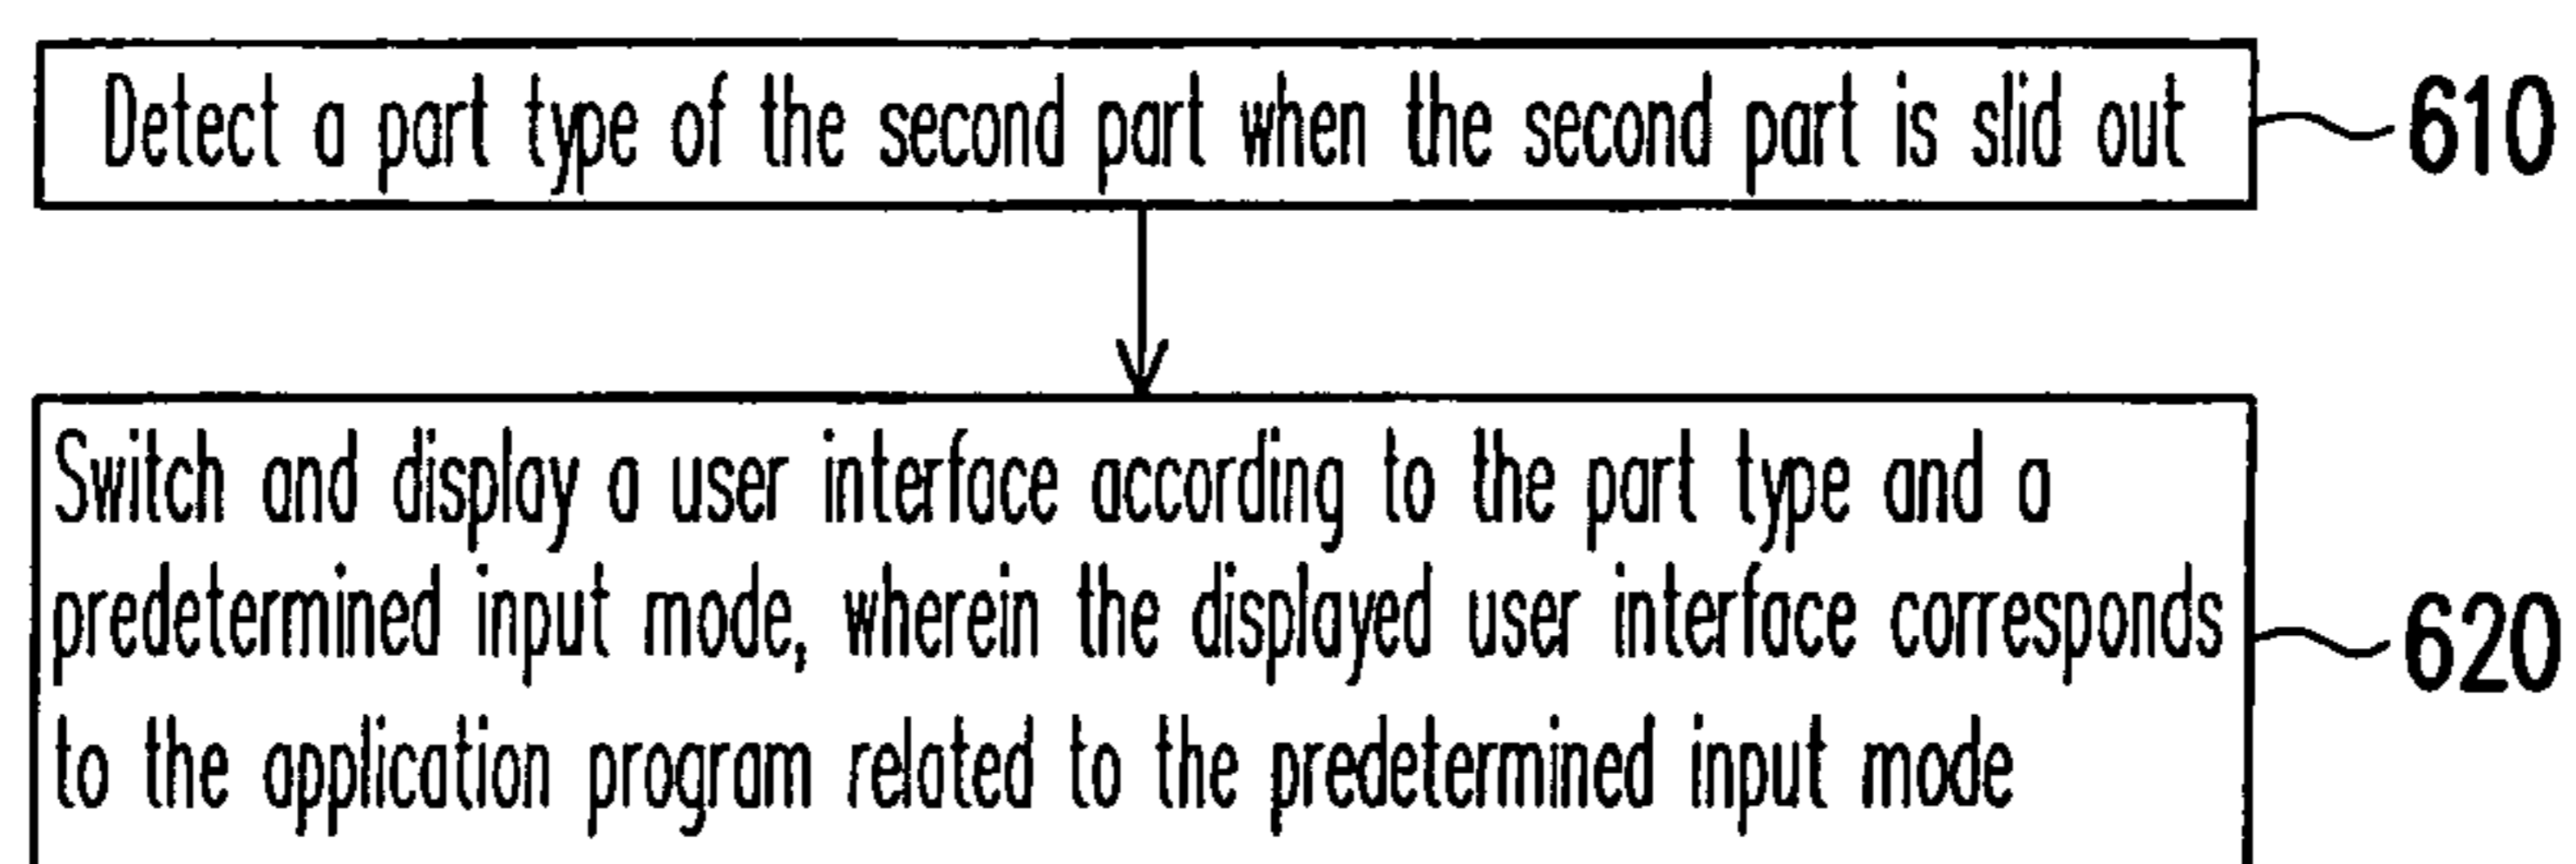 Detect a part type of the second part when the second part is slid out
610
Switch and display a user interface according to the part type and a
predetermined input mode, wherein the displayed user interface corresponds
620
to the application program related to the predetermined input mode